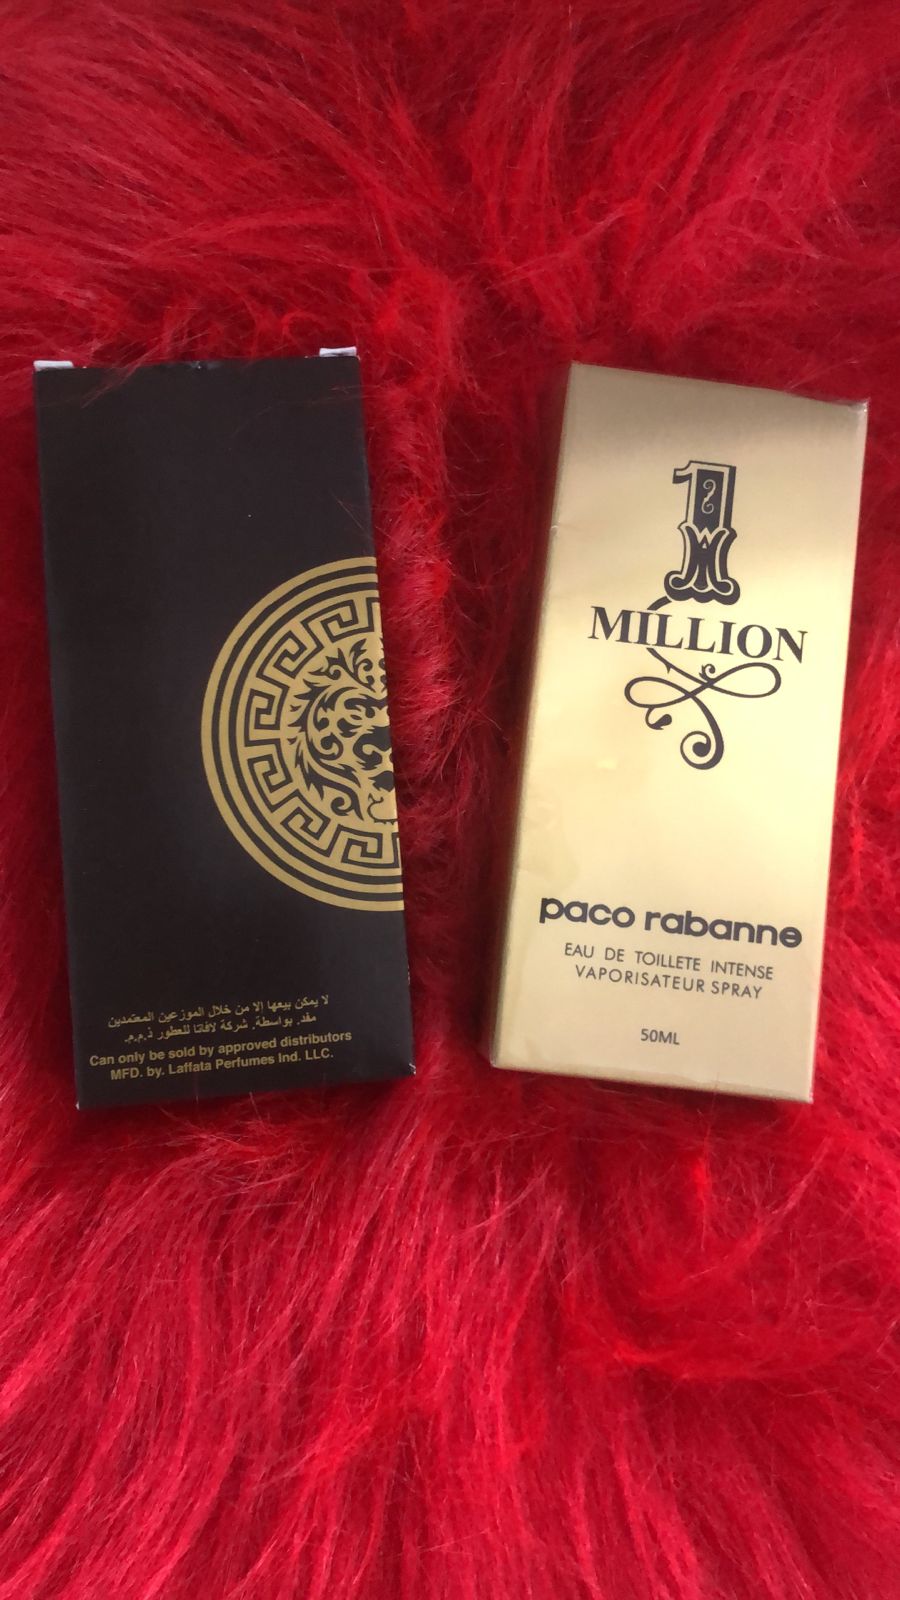 لا يمكن بيعها إلا من خلال الموزعين المعتمدين
مفد. بواسطة. شركة لافاتا للعطور ذ.م.م.
Can only be sold by approved distributors
MFD. by. Laffata Perfumes Ind. LLC.
1
MILLION
paco rabanne
EAU DE TOILLETE INTENSE
VAPORISATEUR SPRAY
50ML